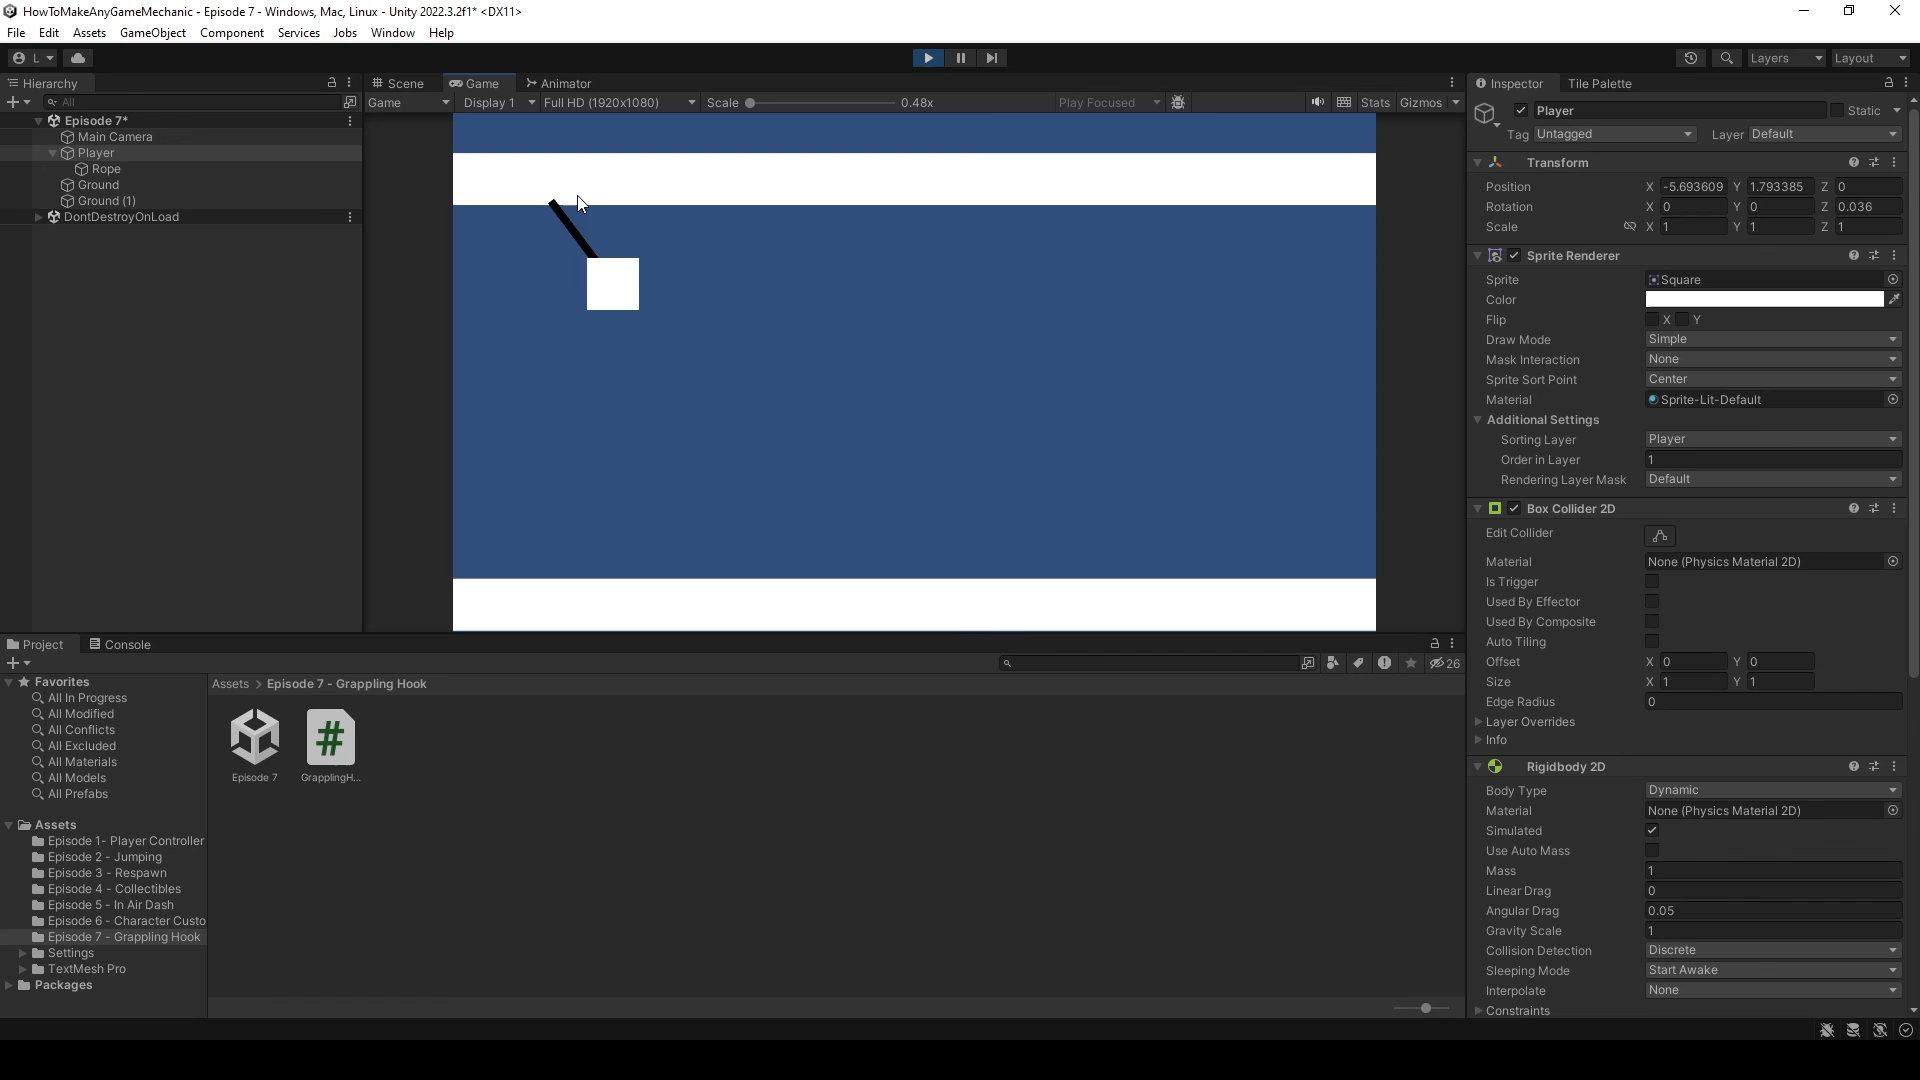 HowToMakeAnyGameMechanic - Episode 7 - Windows, Mac, Linux - Unity 2022.3.2f1* <DX11>
File Edit Assets GameObject Component Services Jobs Window Help
L Layers Layout
Hierarchy Scene Game Animator Inspector Tile Palette
All Game Display 1 Full HD (1920x1080) Scale 0.48x Play Focused Stats Gizmos
Player Static
Tag Untagged Layer Default
Episode 7*
Main Camera
Player
Rope
Ground
Ground (1)
DontDestroyOnLoad
Transform
Position X -5.693609 Y 1.793385 Z 0
Rotation X 0 Y 0 Z 0.036
Scale X 1 Y 1 Z 1
Sprite Renderer
Sprite Square
Color
Flip X Y
Draw Mode Simple
Mask Interaction None
Sprite Sort Point Center
Material Sprite-Lit-Default
Additional Settings
Sorting Layer Player
Order in Layer 1
Rendering Layer Mask Default
Box Collider 2D
Edit Collider
Material None (Physics Material 2D)
Is Trigger
Used By Effector
Used By Composite
Auto Tiling
Offset X 0 Y 0
Size X 1 Y 1
Edge Radius 0
Layer Overrides
Info
Rigidbody 2D
Body Type Dynamic
Material None (Physics Material 2D)
Simulated
Use Auto Mass
Mass 1
Linear Drag 0
Angular Drag 0.05
Gravity Scale 1
Collision Detection Discrete
Sleeping Mode Start Awake
Interpolate None
Constraints
Project Console
26
Favorites
All In Progress
All Modified
All Conflicts
All Excluded
All Materials
All Models
All Prefabs
Assets
Episode 1- Player Controller
Episode 2 - Jumping
Episode 3 - Respawn
Episode 4 - Collectibles
Episode 5 - In Air Dash
Episode 6 - Character Custo
Episode 7 - Grappling Hook
Settings
TextMesh Pro
Packages
Assets > Episode 7 - Grappling Hook
#
Episode 7 GrapplingH...